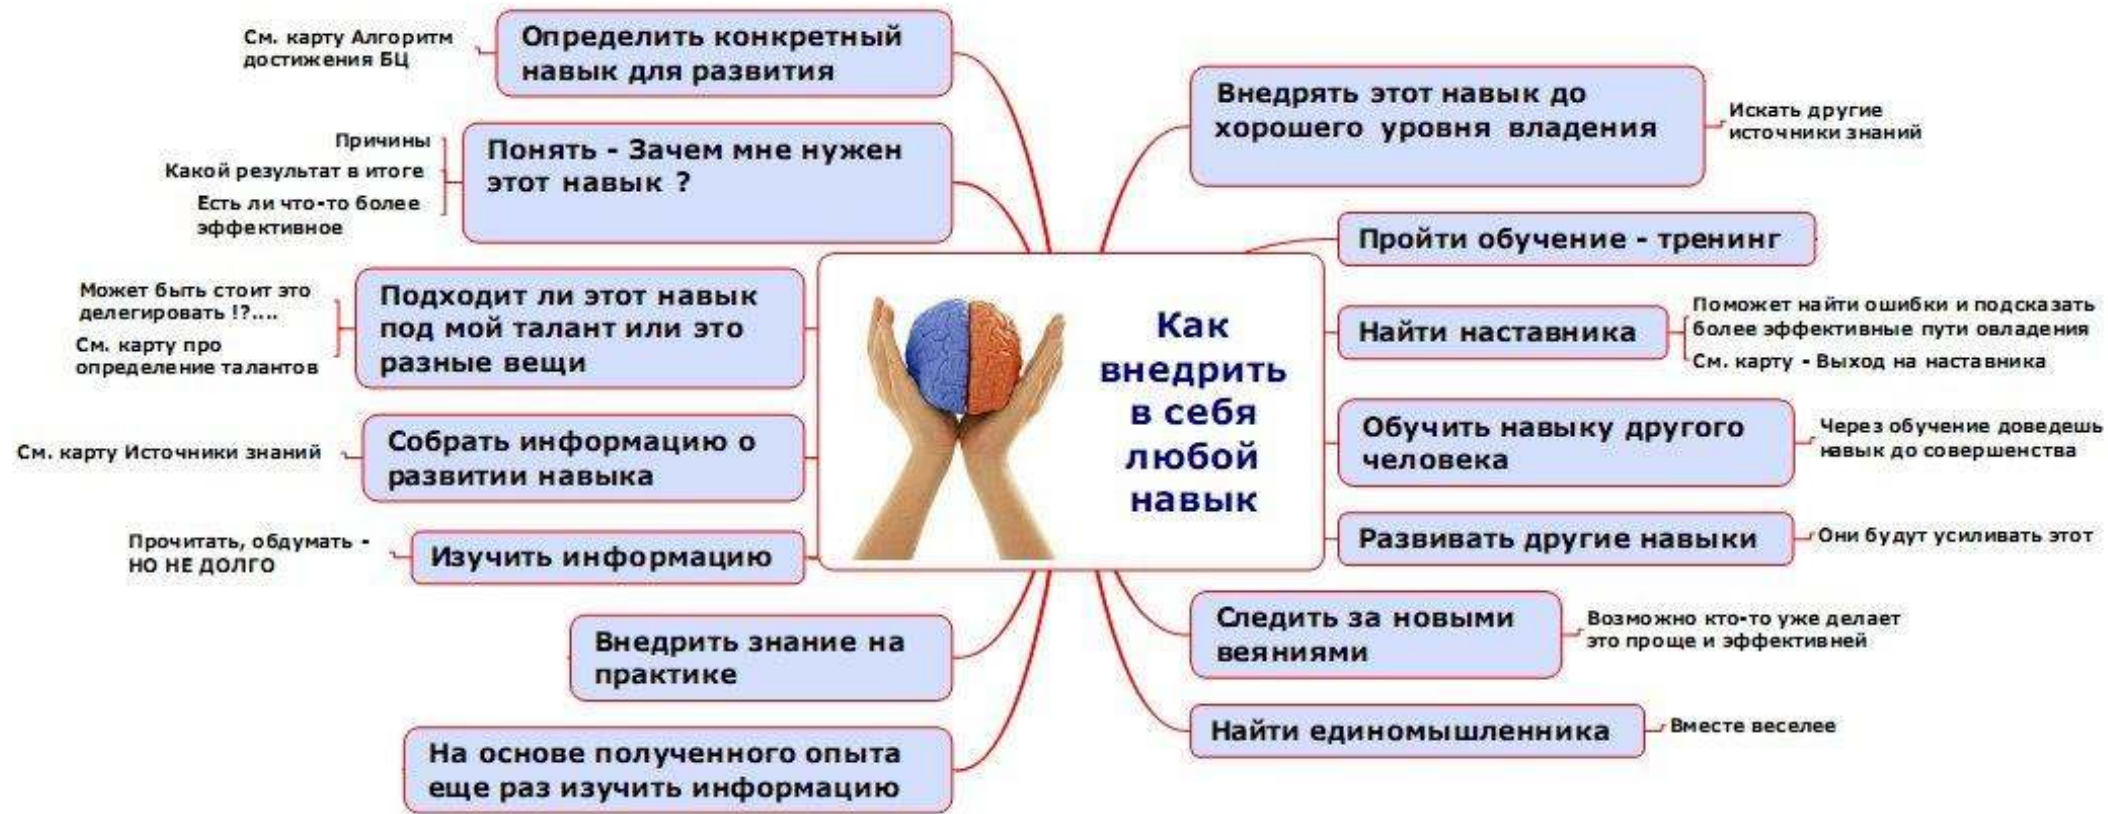 См. карту Алгоритм
достижения БЦ
Определить конкретный
навык для развития
Причины
Какой результат в итоге
Есть ли что-то более
эффективное
Понять - Зачем мне нужен
этот навык ?
Может быть стоит это
делегировать !?....
См. карту про
определение талантов
Подходит ли этот навык
под мой талант или это
разные вещи
См. карту Источники знаний
Собрать информацию о
развитии навыка
Прочитать, обдумать -
НО НЕ ДОЛГО
Изучить информацию
Внедрить знание на
практике
На основе полученного опыта
еще раз изучить информацию
Как
внедрить
в себя
любой
навык
Внедрять этот навык до
хорошего уровня владения
Искать другие
источники знаний
Пройти обучение - тренинг
Найти наставника
Поможет найти ошибки и подсказать
более эффективные пути овладения
См. карту - Выход на наставника
Обучить навыку другого
человека
Через обучение доведешь
навык до совершенства
Развивать другие навыки
Они будут усиливать этот
Следить за новыми
веяниями
Возможно кто-то уже делает
это проще и эффективней
Найти единомышленника
Вместе веселее